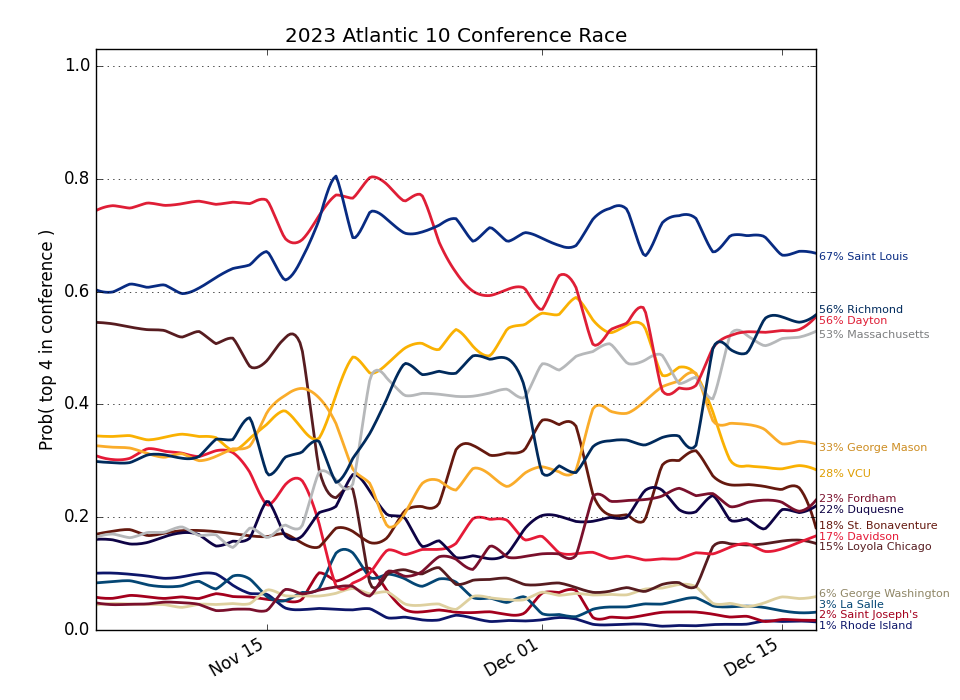 2023 Atlantic 10 Conference Race
1.0
0.8
0.6
0.4
0.2
0.0
Prob( top 4 in conference )
Nov 15
Dec 01
Dec 15
67% Saint Louis
56% Richmond
56% Dayton
53% Massachusetts
33% George Mason
28% VCU
23% Fordham
22% Duquesne
18% St. Bonaventure
17% Davidson
15% Loyola Chicago
6% George Washington
3% La Salle
2% Saint Joseph's
1% Rhode Island